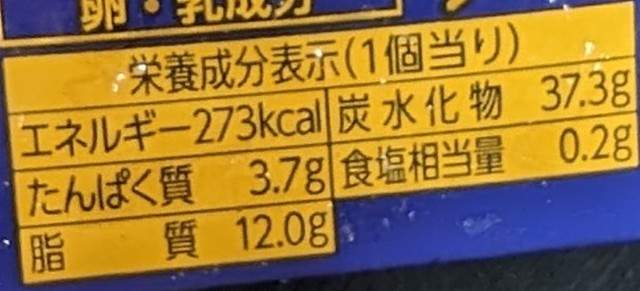 卵・乳成分
栄養成分表示(1個当り)
エネルギー273kcal 炭水化物 37.3g
たんぱく質 3.7g 食塩相当量 0.2g
脂質 12.0g